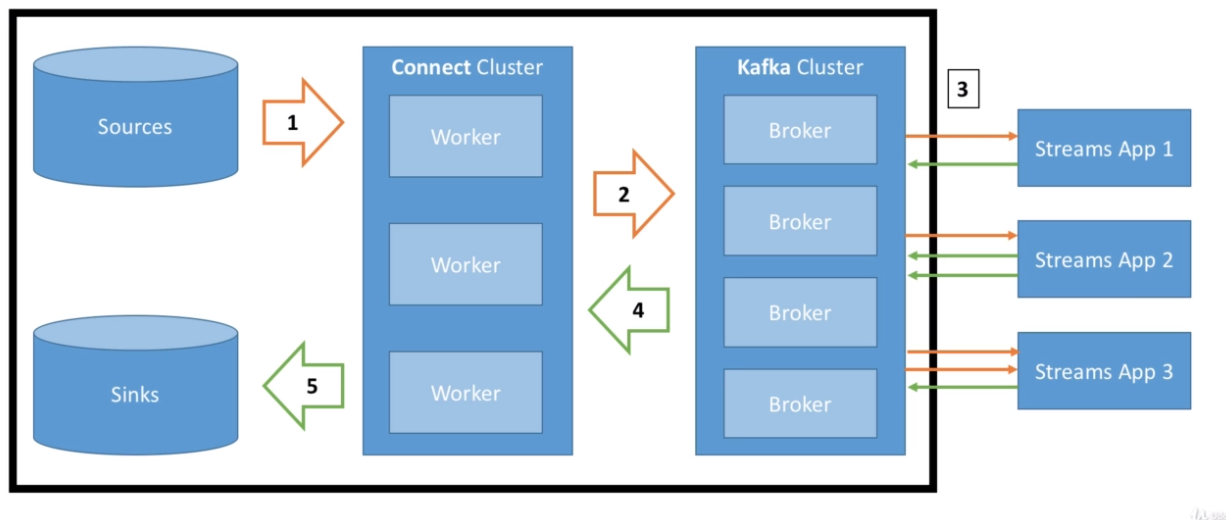 Sources
1
Connect Cluster
Worker
Worker
Worker
2
4
Kafka Cluster
Broker
Broker
Broker
Broker
3
Streams App 1
Streams App 2
Streams App 3
Sinks
5